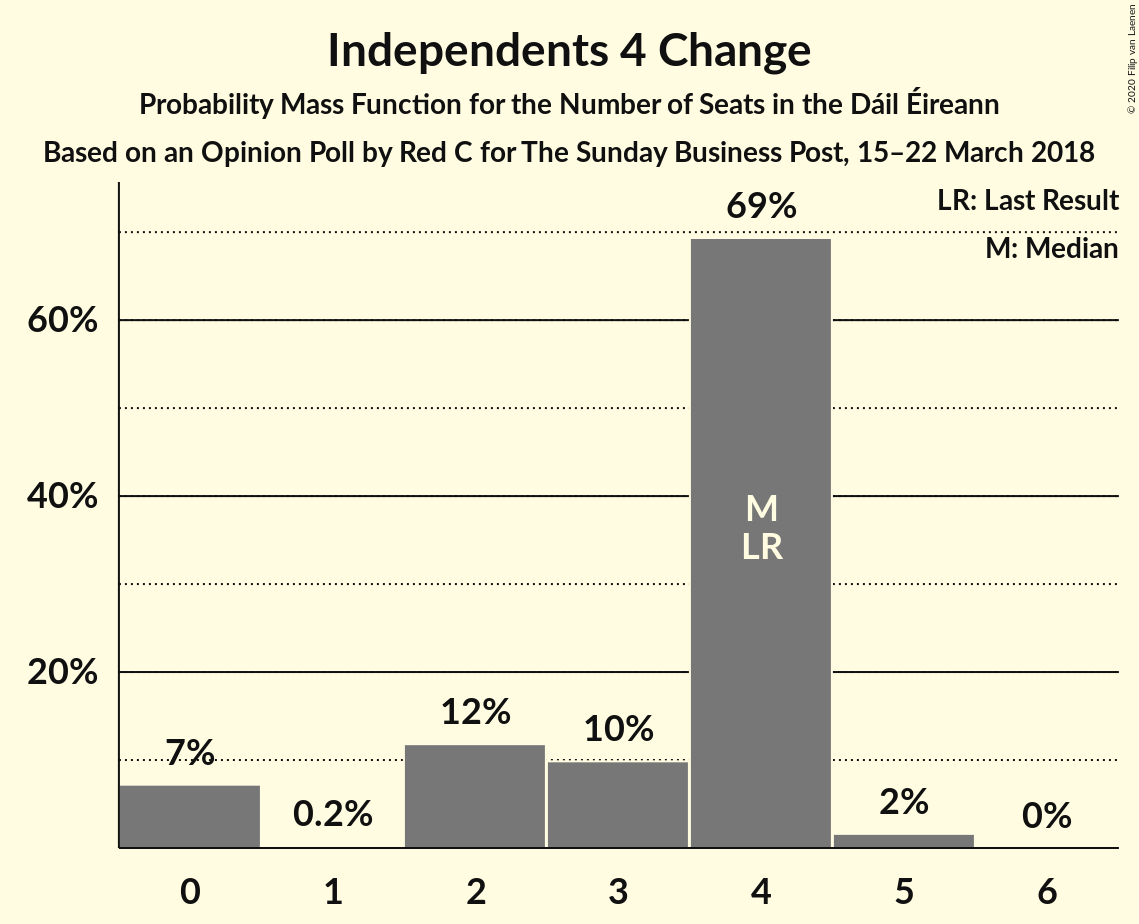 Independents 4 Change
Probability Mass Function for the Number of Seats in the Dáil Éireann
Based on an Opinion Poll by Red C for The Sunday Business Post, 15–22 March 2018
© 2020 Filip van Laenen
LR: Last Result
M: Median
60%
40%
20%
7%
0.2%
12%
10%
69%
M
LR
2%
0%
0 1 2 3 4 5 6